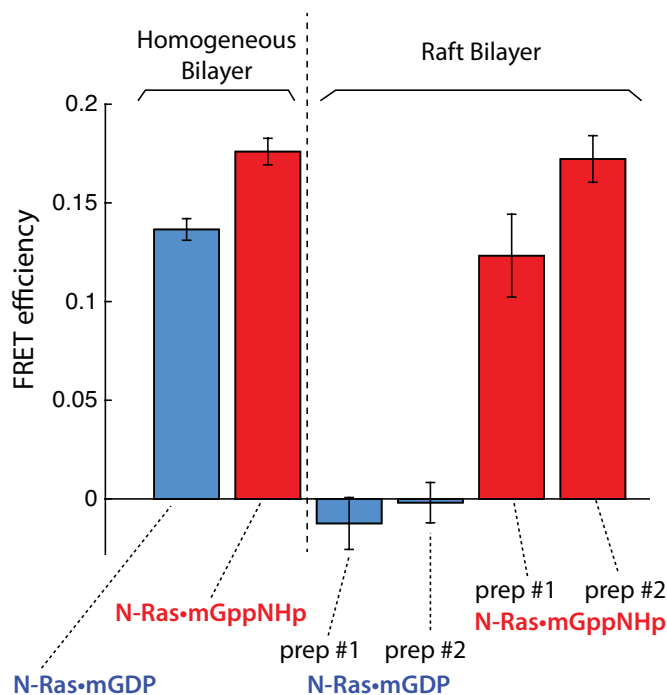 Homogeneous
Bilayer
Raft Bilayer
FRET efficiency
0.2
0.15
0.1
0.05
0
N-Ras•mGppNHp
N-Ras•mGDP
prep #1
prep #2
N-Ras•mGDP
prep #1
prep #2
N-Ras•mGppNHp